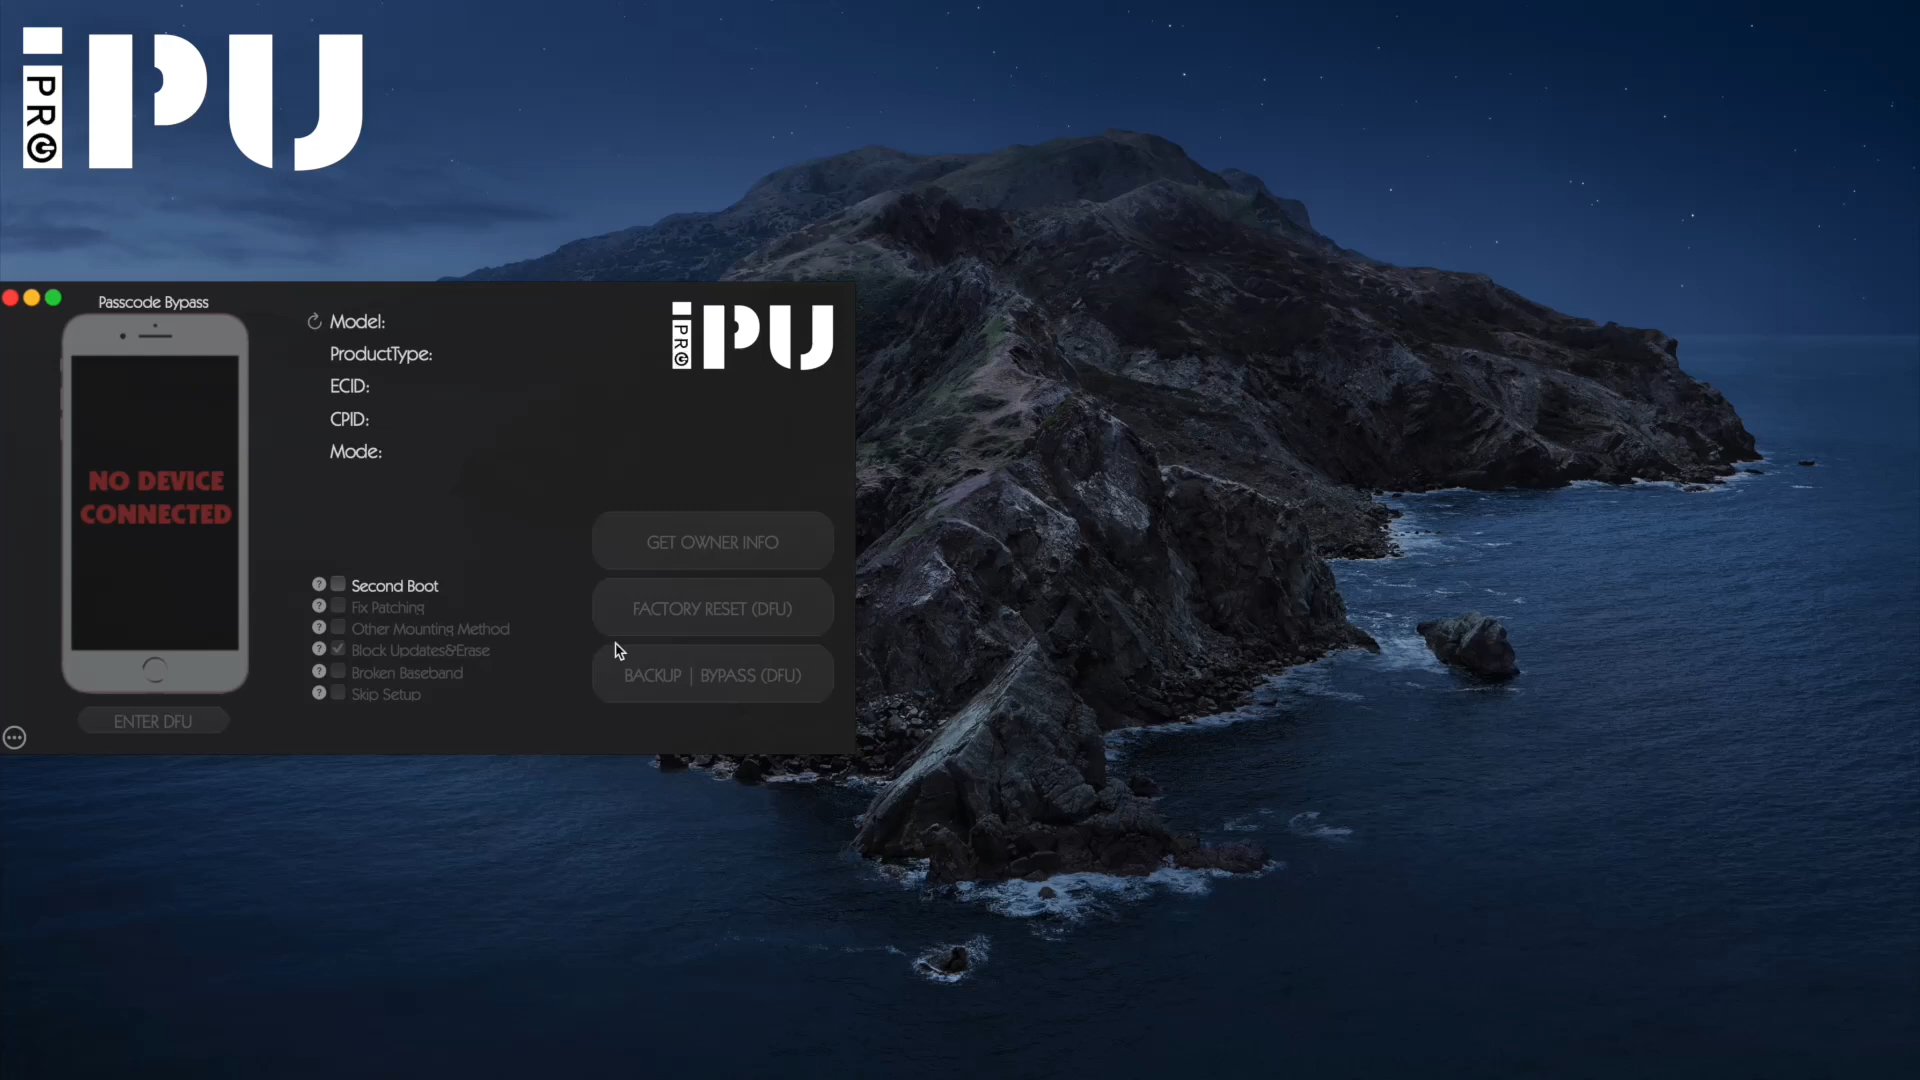 iPRO PU
Passcode Bypass
NO DEVICE
CONNECTED
ENTER DFU
Model:
ProductType:
ECID:
CPID:
Mode:
iPRO PU
? Second Boot
? Fix Patching
? Other Mounting Method
? Block Updates&Erase
? Broken Baseband
? Skip Setup
GET OWNER INFO
FACTORY RESET (DFU)
BACKUP | BYPASS (DFU)